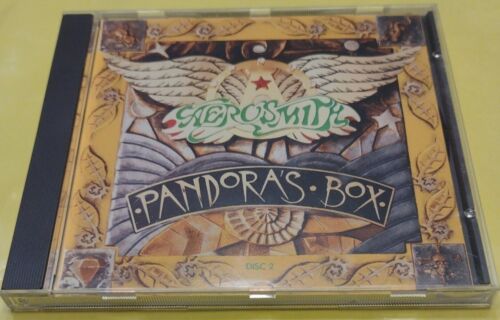 AEROSMITH
·PANDORA'S·BOX·
DISC 2